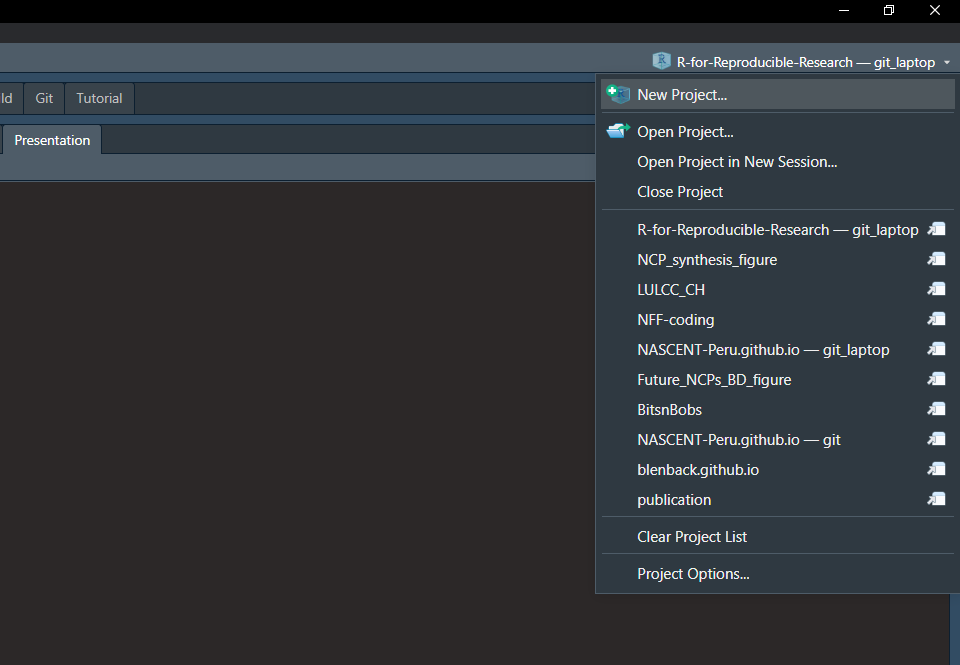 R-for-Reproducible-Research — git_laptop
ld Git Tutorial
Presentation
New Project...
Open Project...
Open Project in New Session...
Close Project
R-for-Reproducible-Research — git_laptop
NCP_synthesis_figure
LULCC_CH
NFF-coding
NASCENT-Peru.github.io — git_laptop
Future_NCPs_BD_figure
BitsnBobs
NASCENT-Peru.github.io — git
blenback.github.io
publication
Clear Project List
Project Options...